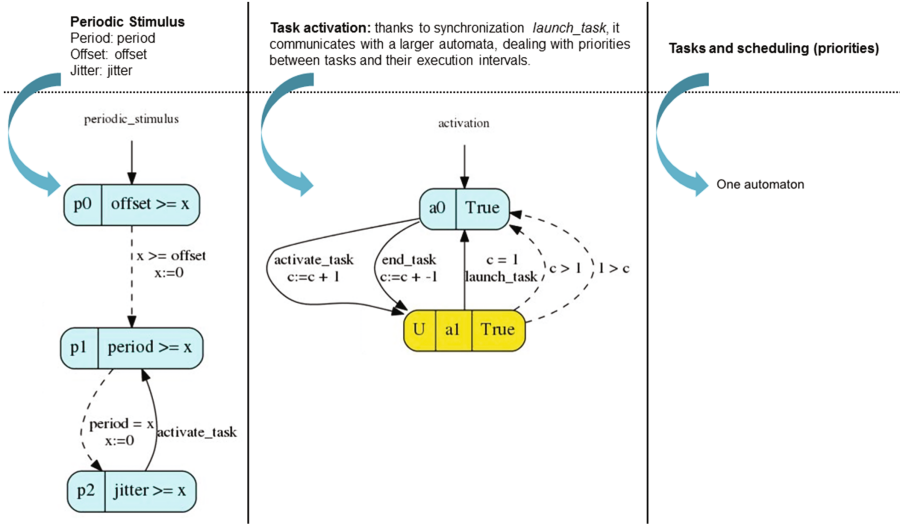 Periodic Stimulus
Period: period
Offset: offset
Jitter: jitter
periodic_stimulus
p0 offset >= x
x >= offset
x:=0
p1 period >= x
period = x
x:=0
activate_task
p2 jitter >= x
Task activation: thanks to synchronization launch_task, it
communicates with a larger automata, dealing with priorities
between tasks and their execution intervals.
activation
a0 True
activate_task
c:=c + 1
end_task
c:=c + -1
c = 1
launch_task
c > 1
1 > c
U a1 True
Tasks and scheduling (priorities)
One automaton